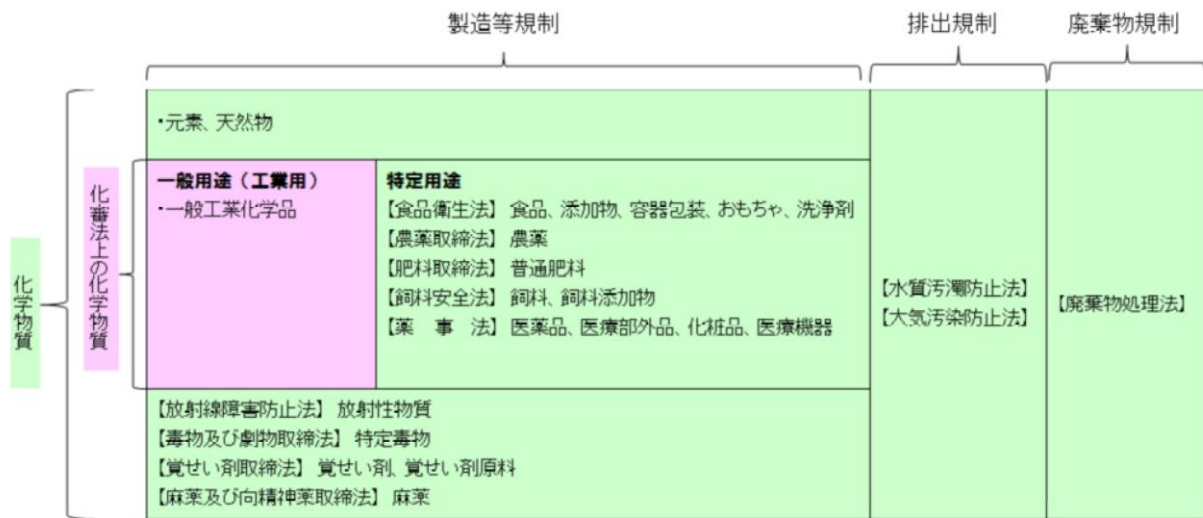 製造等規制
排出規制
廃棄物規制
化学物質
化審法上の化学物質
・元素、天然物
一般用途（工業用）
・一般工業化学品
特定用途
【食品衛生法】 食品、添加物、容器包装、おもちゃ、洗浄剤
【農薬取締法】 農薬
【肥料取締法】 普通肥料
【飼料安全法】 飼料、飼料添加物
【薬　事　法】 医薬品、医療部外品、化粧品、医療機器
【放射線障害防止法】 放射性物質
【毒物及び劇物取締法】 特定毒物
【覚せい剤取締法】 覚せい剤、覚せい剤原料
【麻薬及び向精神薬取締法】 麻薬
【水質汚濁防止法】
【大気汚染防止法】
【廃棄物処理法】